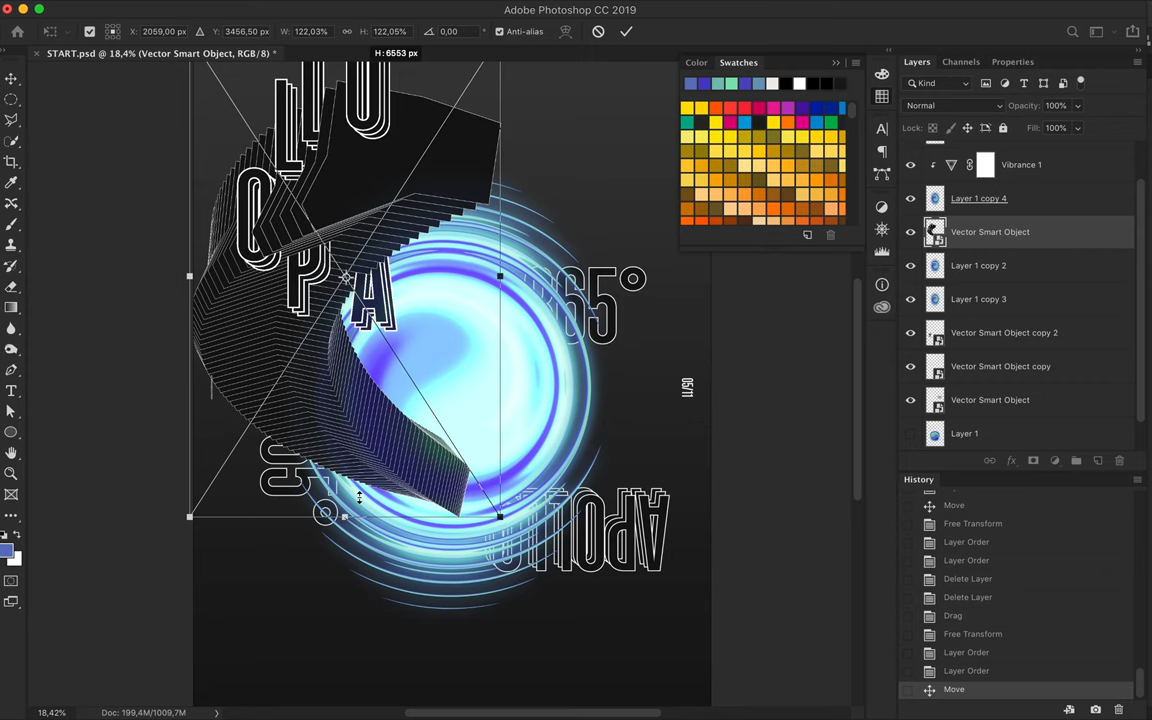 Adobe Photoshop CC 2019
X: 2059,00 px
Y: 3456,50 px
W: 122,03%
H: 122,05%
0,00
Anti-alias
START.psd @ 18,4% (Vector Smart Object, RGB/8) *
H: 6553 px
Color
Swatches
Layers
Channels
Properties
Kind
Normal
Opacity: 100%
Lock:
Fill: 100%
Vibrance 1
Layer 1 copy 4
Vector Smart Object
Layer 1 copy 2
Layer 1 copy 3
Vector Smart Object copy 2
Vector Smart Object copy
Vector Smart Object
Layer 1
History
Move
Free Transform
Layer Order
Layer Order
Delete Layer
Delete Layer
Drag
Free Transform
Layer Order
Layer Order
Move
65°
05/11
APOLLO
OPA
18,42%
Doc: 199,4M/1009,7M